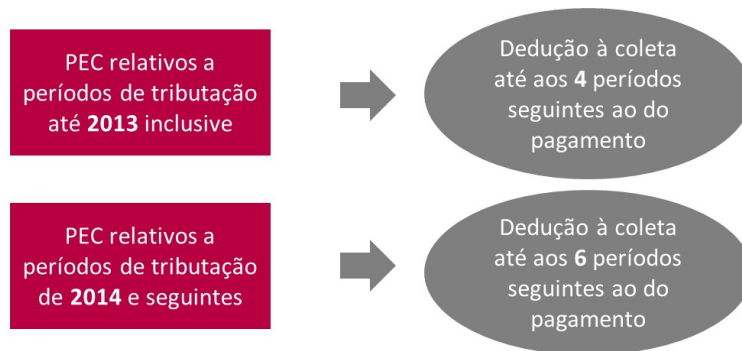 PEC relativos a
períodos de tributação
até 2013 inclusive
Dedução à coleta
até aos 4 períodos
seguintes ao do
pagamento
PEC relativos a
períodos de tributação
de 2014 e seguintes
Dedução à coleta
até aos 6 períodos
seguintes ao do
pagamento